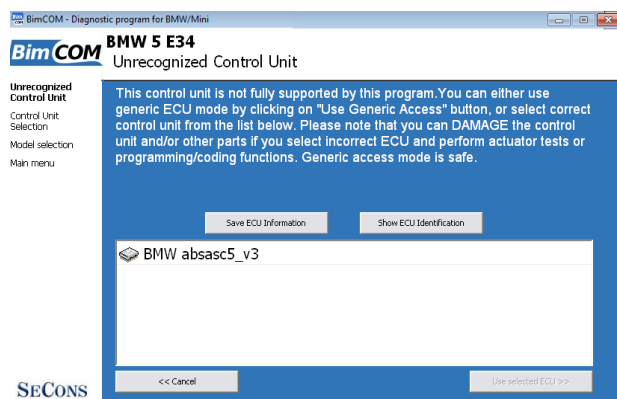 BimCOM - Diagnostic program for BMW/Mini
BimCOM
BMW 5 E34
Unrecognized Control Unit
Unrecognized
Control Unit
Control Unit
Selection
Model selection
Main menu
This control unit is not fully supported by this program.You can either use
generic ECU mode by clicking on "Use Generic Access" button, or select correct
control unit from the list below. Please note that you can DAMAGE the control
unit and/or other parts if you select incorrect ECU and perform actuator tests or
programming/coding functions. Generic access mode is safe.
Save ECU Information
Show ECU Identification
BMW absasc5_v3
<< Cancel
Use selected ECU >>
SECONS